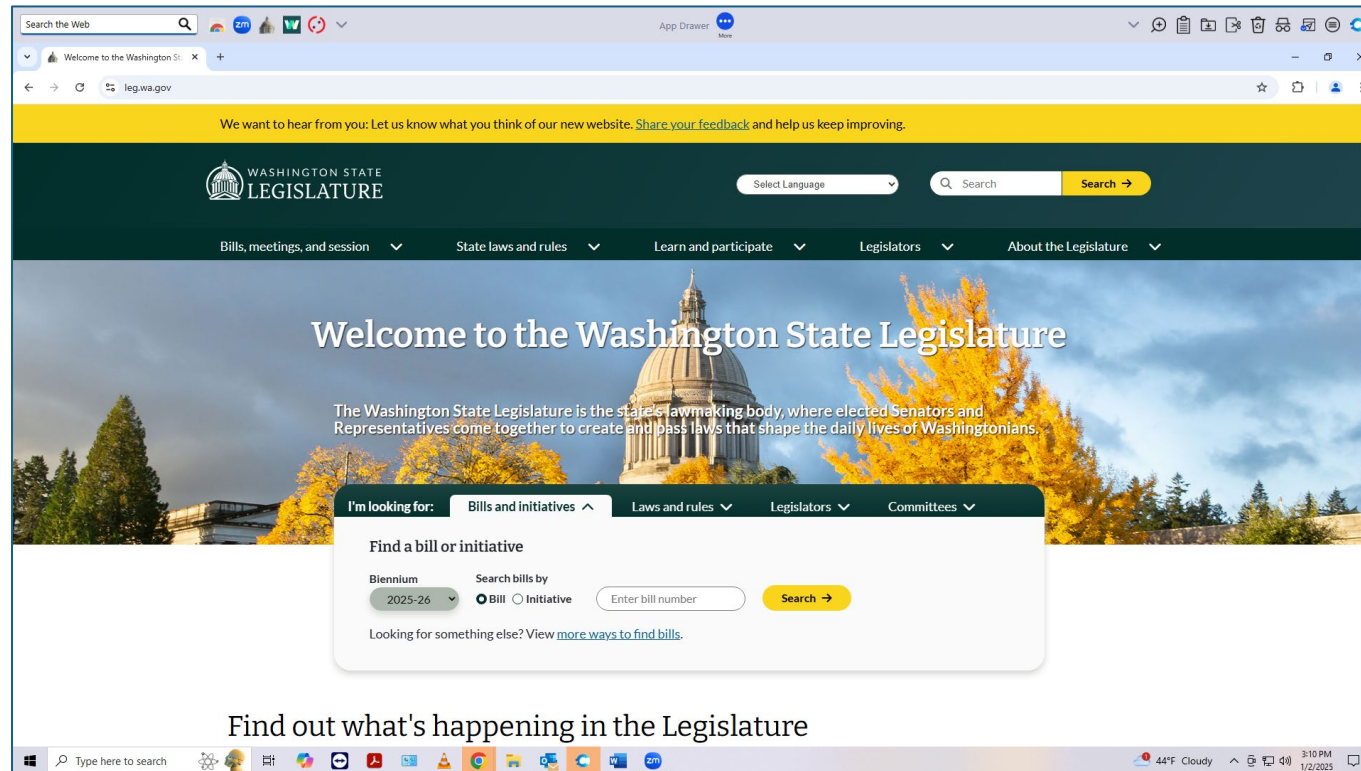 Search the Web
zm
App Drawer
More
Welcome to the Washington St
leg.wa.gov
We want to hear from you: Let us know what you think of our new website. Share your feedback and help us keep improving.
WASHINGTON STATE
LEGISLATURE
Select Language
Search
Search →
Bills, meetings, and session
State laws and rules
Learn and participate
Legislators
About the Legislature
Welcome to the Washington State Legislature
The Washington State Legislature is the state's lawmaking body, where elected Senators and
Representatives come together to create and pass laws that shape the daily lives of Washingtonians.
I'm looking for:
Bills and initiatives
Laws and rules
Legislators
Committees
Find a bill or initiative
Biennium
Search bills by
2025-26
Bill
Initiative
Enter bill number
Search →
Looking for something else? View more ways to find bills.
Find out what's happening in the Legislature
Type here to search
zm
44°F Cloudy
3:10 PM
1/2/2025